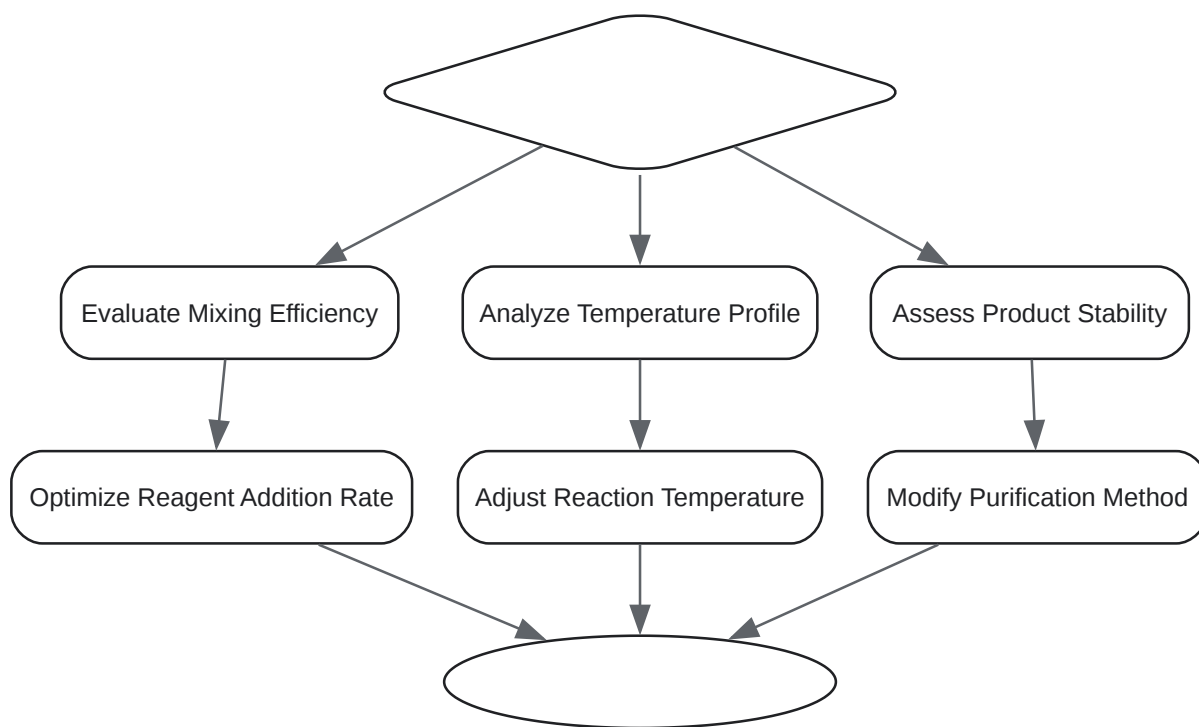 Evaluate Mixing Efficiency
Analyze Temperature Profile
Assess Product Stability
Optimize Reagent Addition Rate
Adjust Reaction Temperature
Modify Purification Method